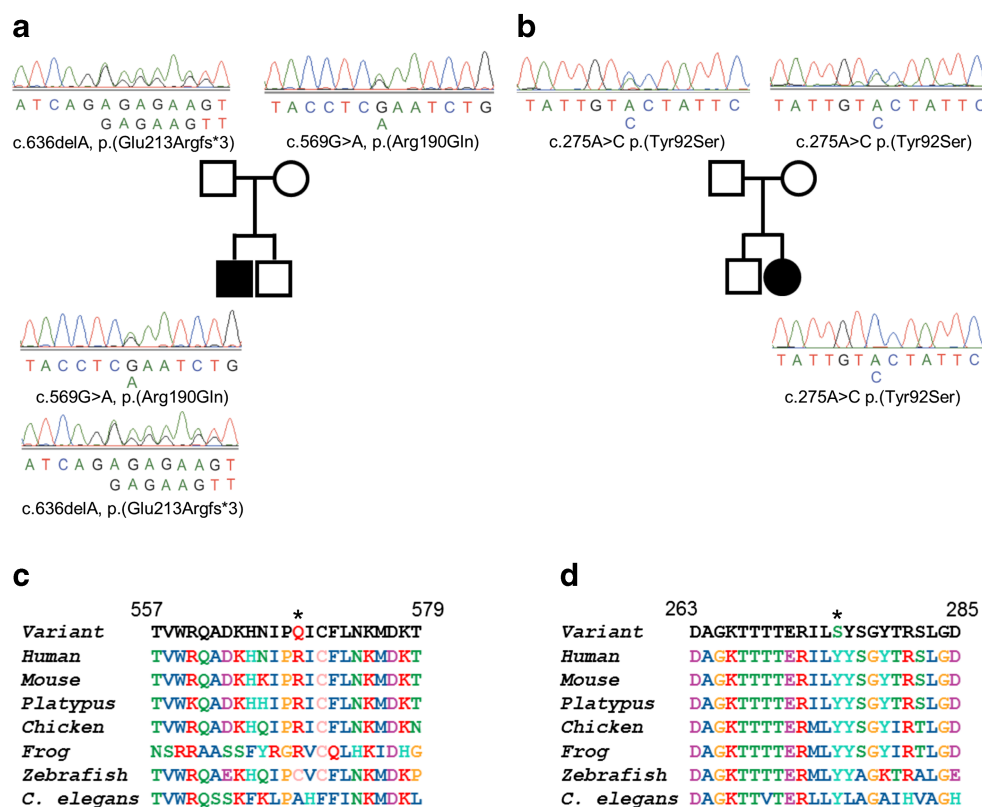 a
ATCAGAGAGAAGT
GAGAAGTT
c.636delA, p.(Glu213Argfs*3)
TACCTCGAATCTG
A
c.569G>A, p.(Arg190Gln)
TACCTCGAATCTG
A
c.569G>A, p.(Arg190Gln)
ATCAGAGAGAAGT
GAGAAGTT
c.636delA, p.(Glu213Argfs*3)
b
TATTGTACTATTC
C
c.275A>C p.(Tyr92Ser)
TATTGTACTATTC
C
c.275A>C p.(Tyr92Ser)
TATTGTACTATTC
C
c.275A>C p.(Tyr92Ser)
c
557 * 579
Variant TVWRQADKHNIPQICFLNKMDKT
Human TVWRQADKHNIPRICFLNKMDKT
Mouse TVWRQADKHKIPRICFLNKMDKT
Platypus TVWKQADKHHIPRICFLNKMDKT
Chicken TVWRQADKHQIPRICFLNKMDKN
Frog NSRRAASSFYRGRVCQLHKIDHG
Zebrafish TVWRQAEKHQIPCVCFLNKMDKP
C. elegans TVWRQSSKFKLPAHFFINKMDKL
d
263 * 285
Variant DAGKTTTTERILSYSGYTRSLGD
Human DAGKTTTTERILYYSGYTRSLGD
Mouse DAGKTTTTERILYYSGYTRSLGD
Platypus DAGKTTTTERILYYSGYTRSLGD
Chicken DAGKTTTTERMLYYSGYIRSLGD
Frog DAGKTTTTERMLYYSGYIRTLGD
Zebrafish DAGKTTTTERMLYYAGKTRALGE
C. elegans DAGKTTVTERILYLAGAIHVAGH